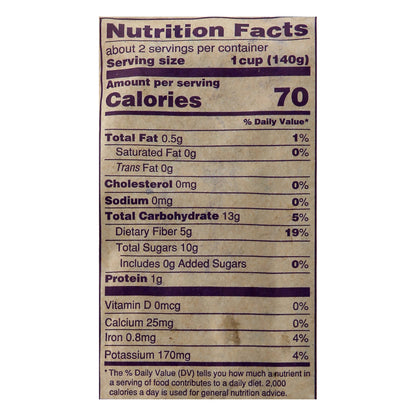 Nutrition Facts
about 2 servings per container
Serving size 1 cup (140g)
Amount per serving
Calories 70
% Daily Value*
Total Fat 0.5g 1%
Saturated Fat 0g 0%
Trans Fat 0g
Cholesterol 0mg 0%
Sodium 0mg 0%
Total Carbohydrate 13g 5%
Dietary Fiber 5g 19%
Total Sugars 10g
Includes 0g Added Sugars 0%
Protein 1g
Vitamin D 0mcg 0%
Calcium 25mg 0%
Iron 0.8mg 4%
Potassium 170mg 4%
*The % Daily Value (DV) tells you how much a nutrient in
a serving of food contributes to a daily diet. 2,000
calories a day is used for general nutrition advice.